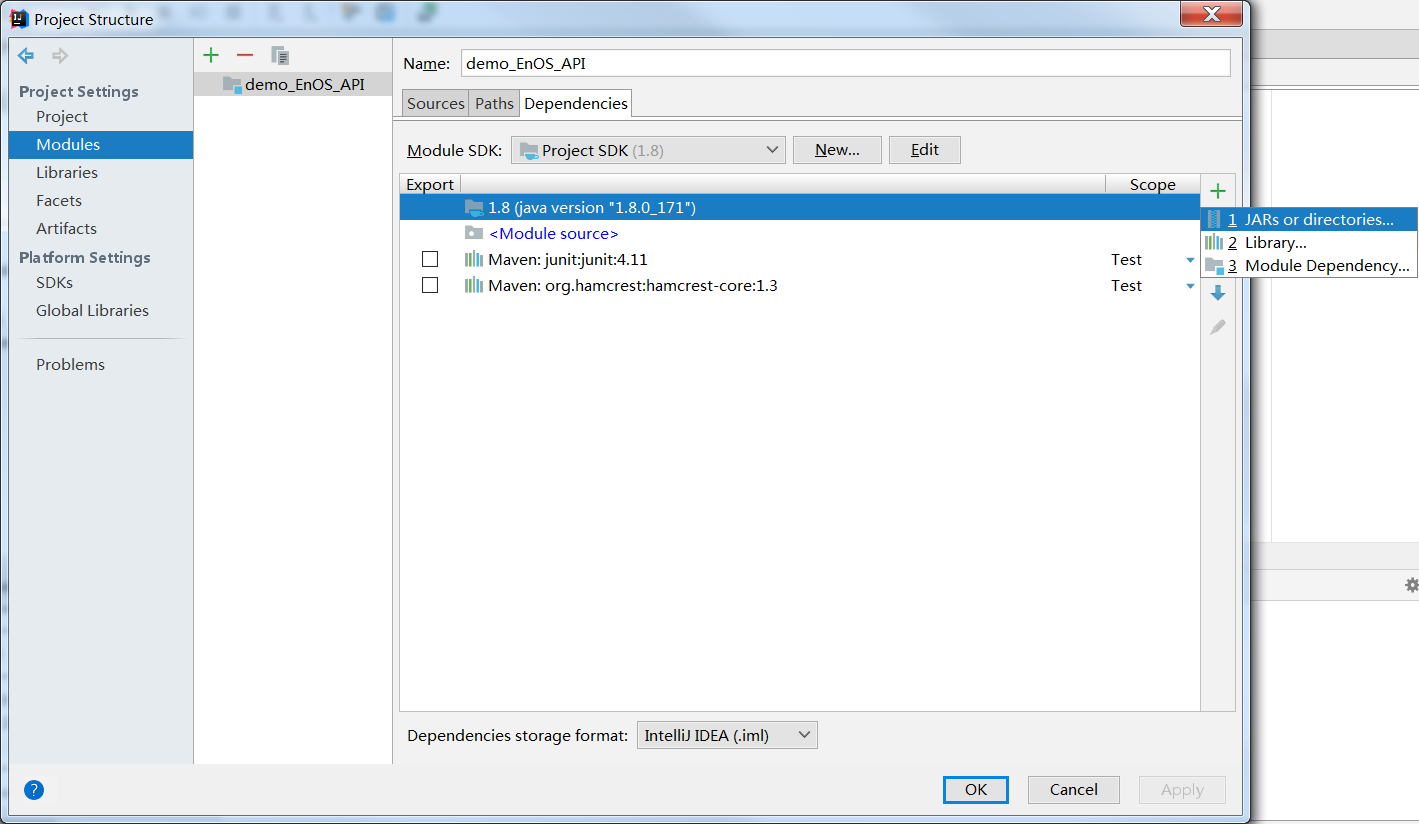 Project Structure
Project Settings
Project
Modules
Libraries
Facets
Artifacts
Platform Settings
SDKs
Global Libraries
Problems
demo_EnOS_API
Name: demo_EnOS_API
Sources Paths Dependencies
Module SDK: Project SDK (1.8) New... Edit
Export Scope
1.8 (java version "1.8.0_171")
<Module source>
Maven: junit:junit:4.11 Test
Maven: org.hamcrest:hamcrest-core:1.3 Test
1 JARs or directories...
2 Library...
3 Module Dependency...
Dependencies storage format: IntelliJ IDEA (.iml)
? OK Cancel Apply